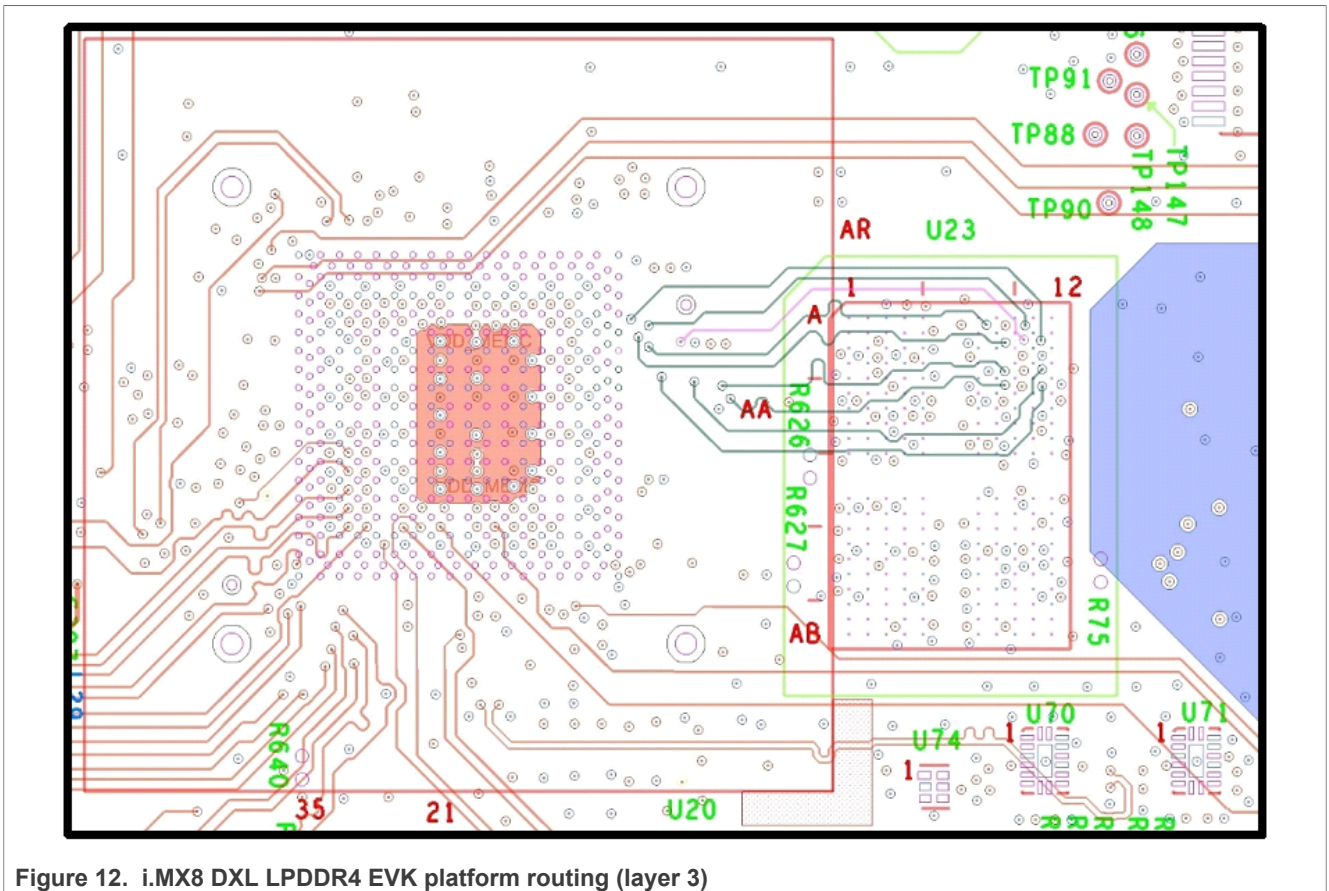 TP91
TP88
TP147
TP148
TP90
AR
U23
1
12
A
AA
R626
R627
AB
R75
R640
35
21
U20
U74
1
U70
1
U71
1
R
R
R
R
R
Figure 12. i.MX8 DXL LPDDR4 EVK platform routing (layer 3)